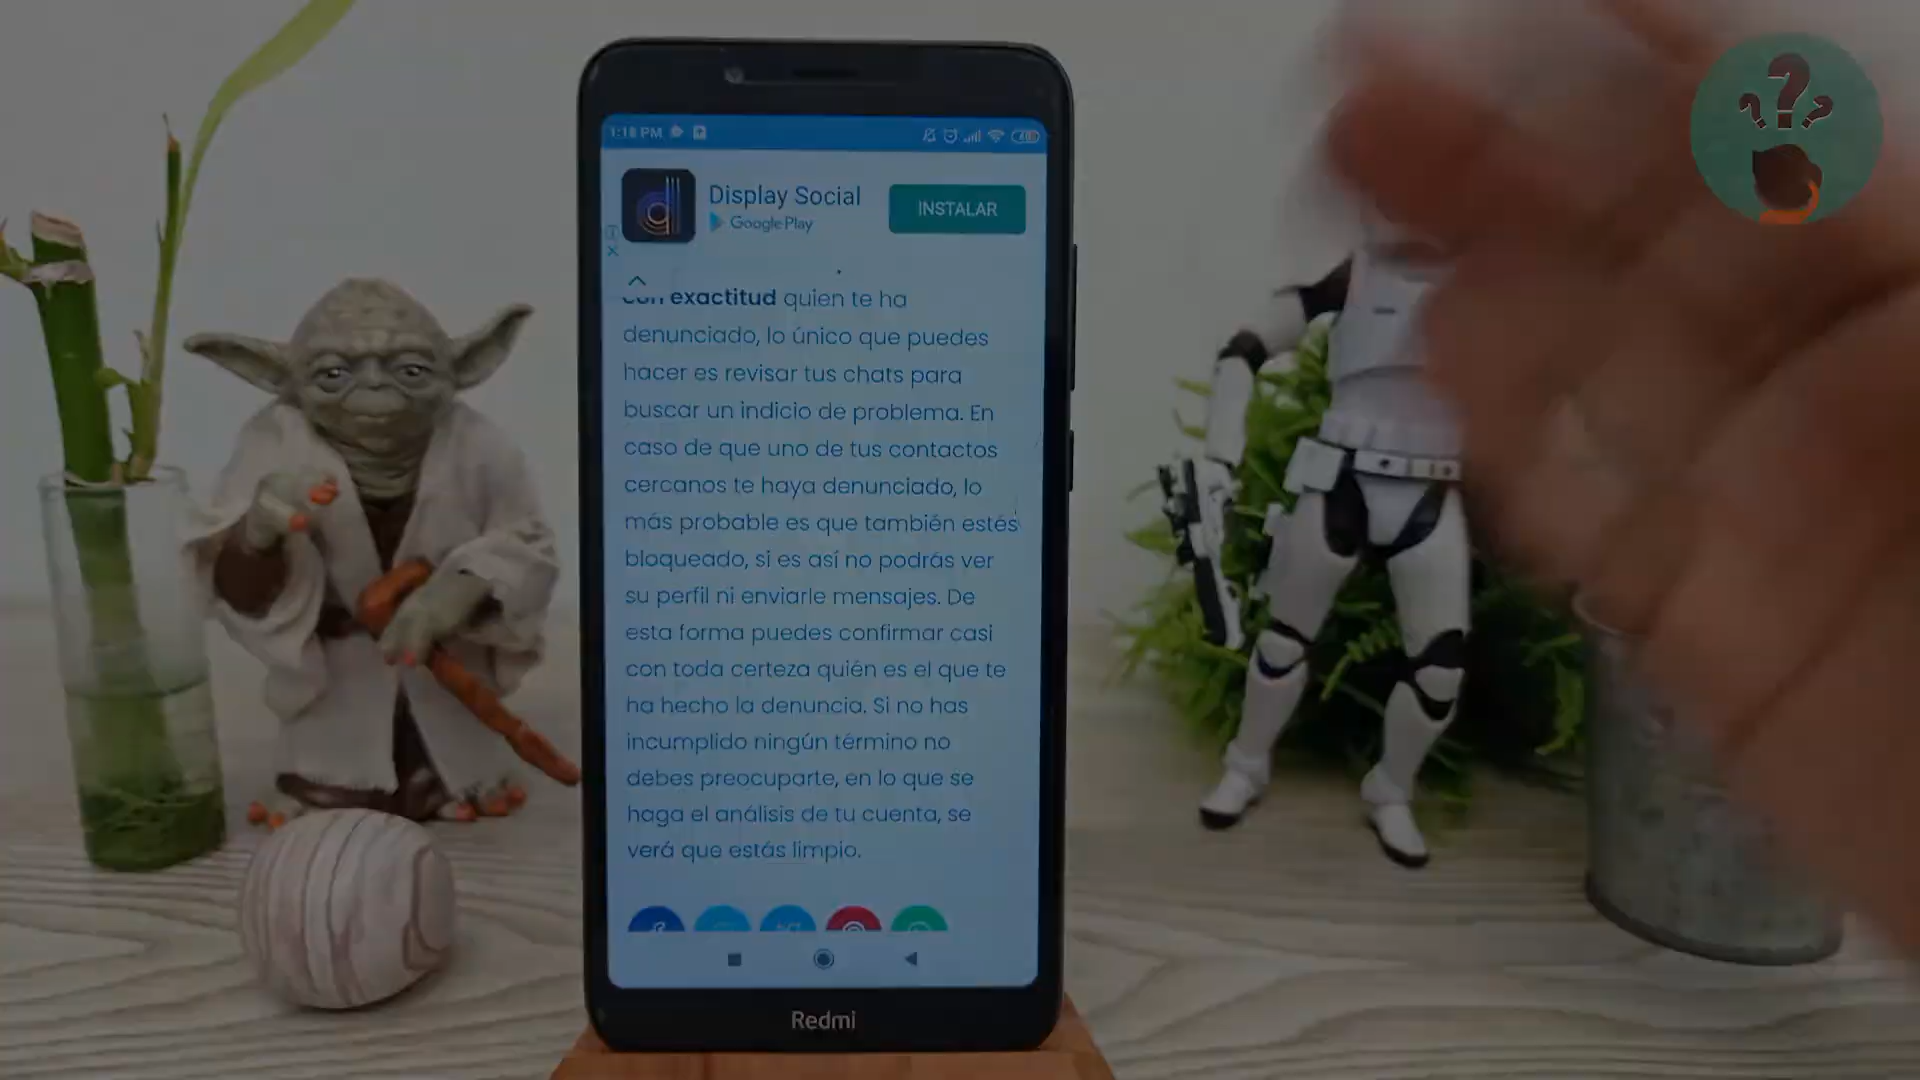 1:18 PM
Display Social
Google Play
INSTALAR
con exactitud quien te ha
denunciado, lo único que puedes
hacer es revisar tus chats para
buscar un indicio de problema. En
caso de que uno de tus contactos
cercanos te haya denunciado, lo
más probable es que también estés
bloqueado, si es así no podrás ver
su perfil ni enviarle mensajes. De
esta forma puedes confirmar casi
con toda certeza quién es el que te
ha hecho la denuncia. Si no has
incumplido ningún término no
debes preocuparte, en lo que se
haga el análisis de tu cuenta, se
verá que estás limpio.
Redmi